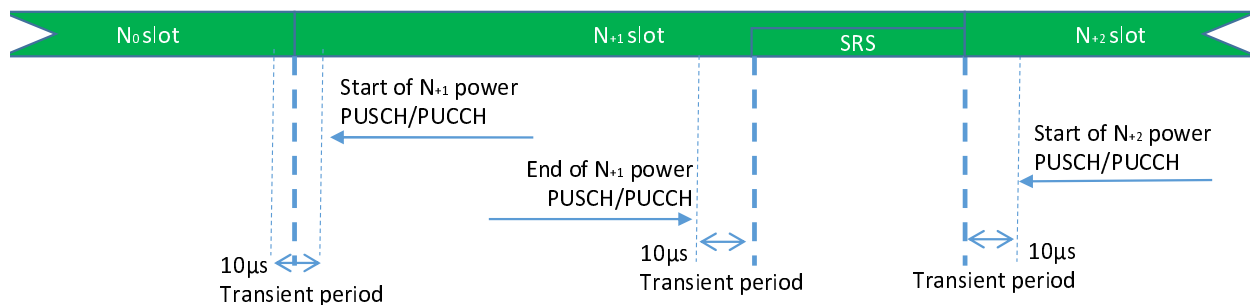 N₀ slot
N₊₁ slot
SRS
N₊₂ slot
Start of N₊₁ power
PUSCH/PUCCH
Start of N₊₂ power
PUSCH/PUCCH
End of N₊₁ power
PUSCH/PUCCH
10µs
Transient period
10µs
Transient period
10µs
Transient period